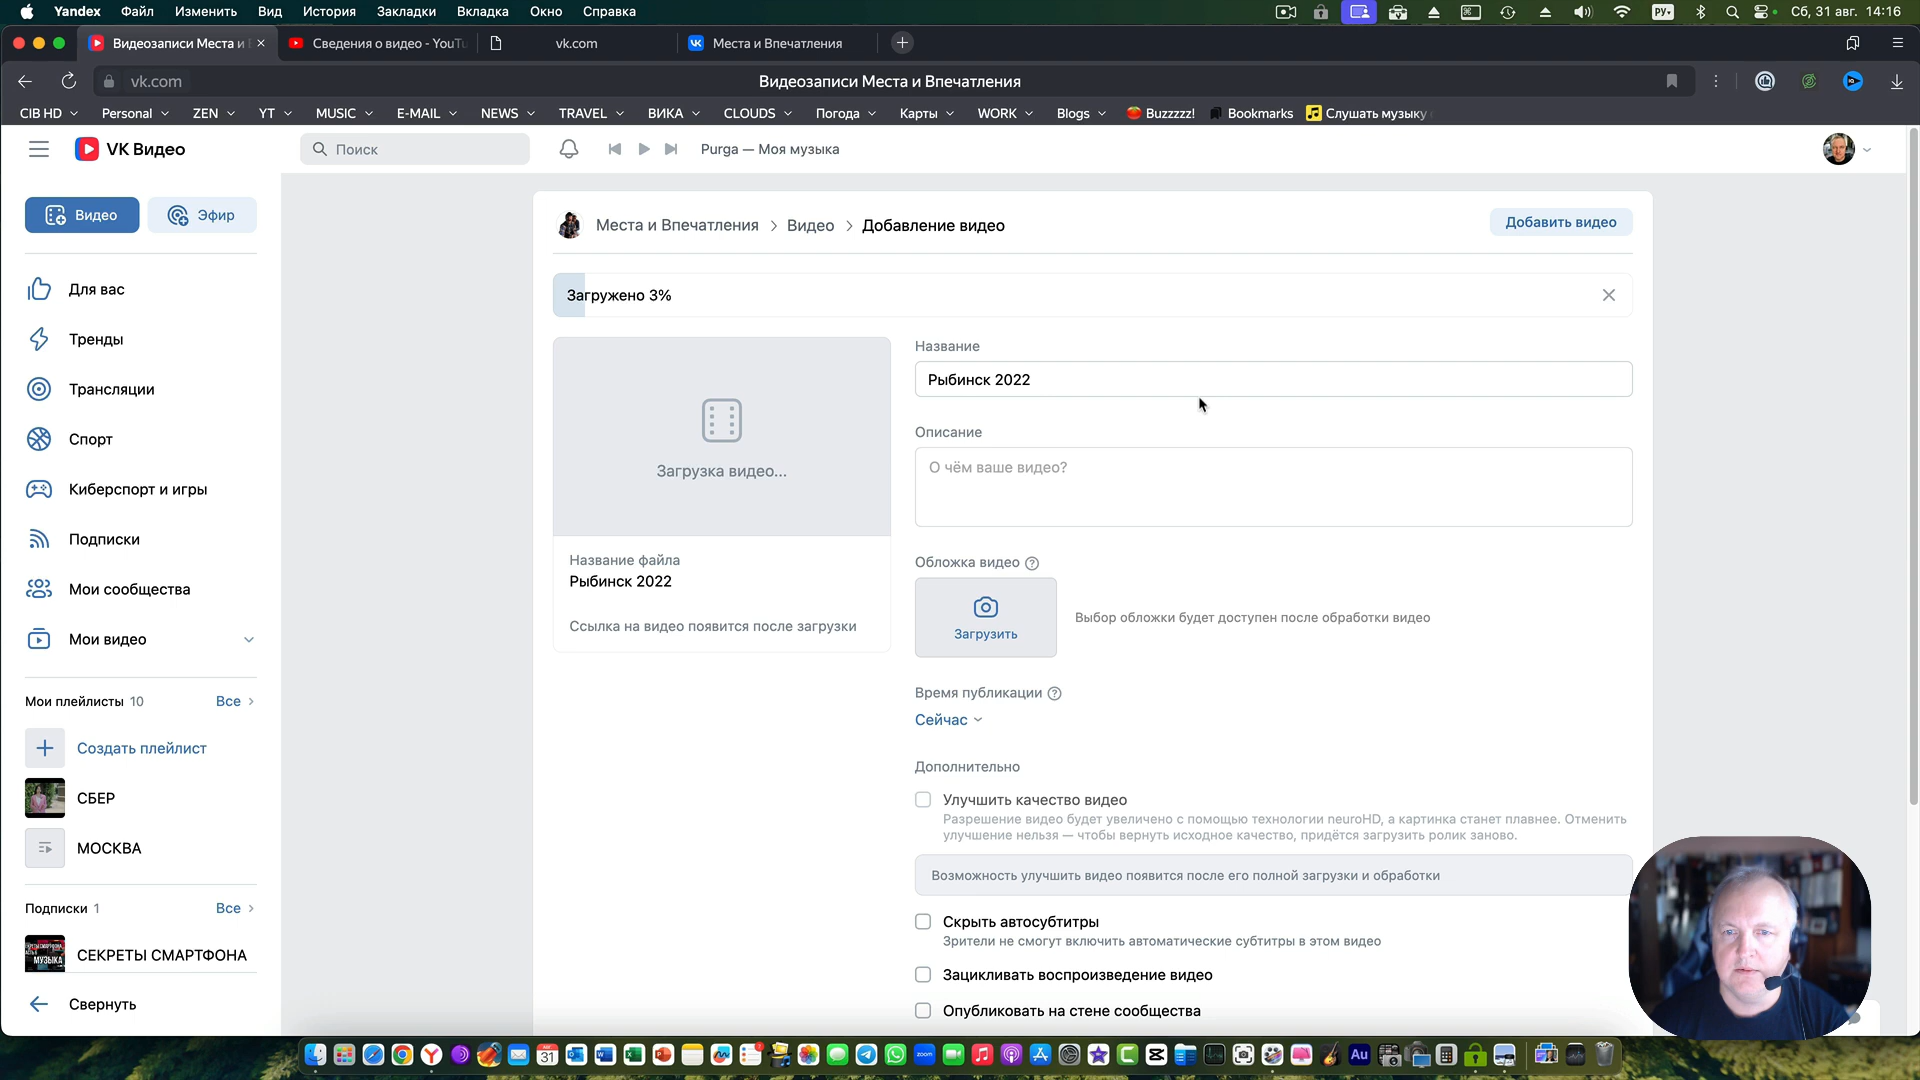 Yandex Файл Изменить Вид История Закладки Вкладка Окно Справка РУ Сб, 31 авг. 14:16
Видеозаписи Места и Сведения о видео - YouTu vk.com Места и Впечатления
vk.com Видеозаписи Места и Впечатления
CIB HD Personal ZEN YT MUSIC E-MAIL NEWS TRAVEL ВИКА CLOUDS Погода Карты WORK Blogs Buzzzzz! Bookmarks Слушать музыку
VK Видео Поиск Purga — Моя музыка
Видео Эфир
Для вас
Тренды
Трансляции
Спорт
Киберспорт и игры
Подписки
Мои сообщества
Мои видео
Мои плейлисты 10 Все
Создать плейлист
СБЕР
МОСКВА
Подписки 1 Все
СЕКРЕТЫ СМАРТФОНА
Свернуть
Места и Впечатления Видео Добавление видео Добавить видео
Загружено 3%
Загрузка видео...
Название файла
Рыбинск 2022
Ссылка на видео появится после загрузки
Название
Рыбинск 2022
Описание
О чём ваше видео?
Обложка видео
Загрузить
Выбор обложки будет доступен после обработки видео
Время публикации
Сейчас
Дополнительно
Улучшить качество видео
Разрешение видео будет увеличено с помощью технологии neuroHD, а картинка станет плавнее. Отменить
улучшение нельзя — чтобы вернуть исходное качество, придётся загрузить ролик заново.
Возможность улучшить видео появится после его полной загрузки и обработки
Скрыть автосубтитры
Зрители не смогут включить автоматические субтитры в этом видео
Зацикливать воспроизведение видео
Опубликовать на стене сообщества